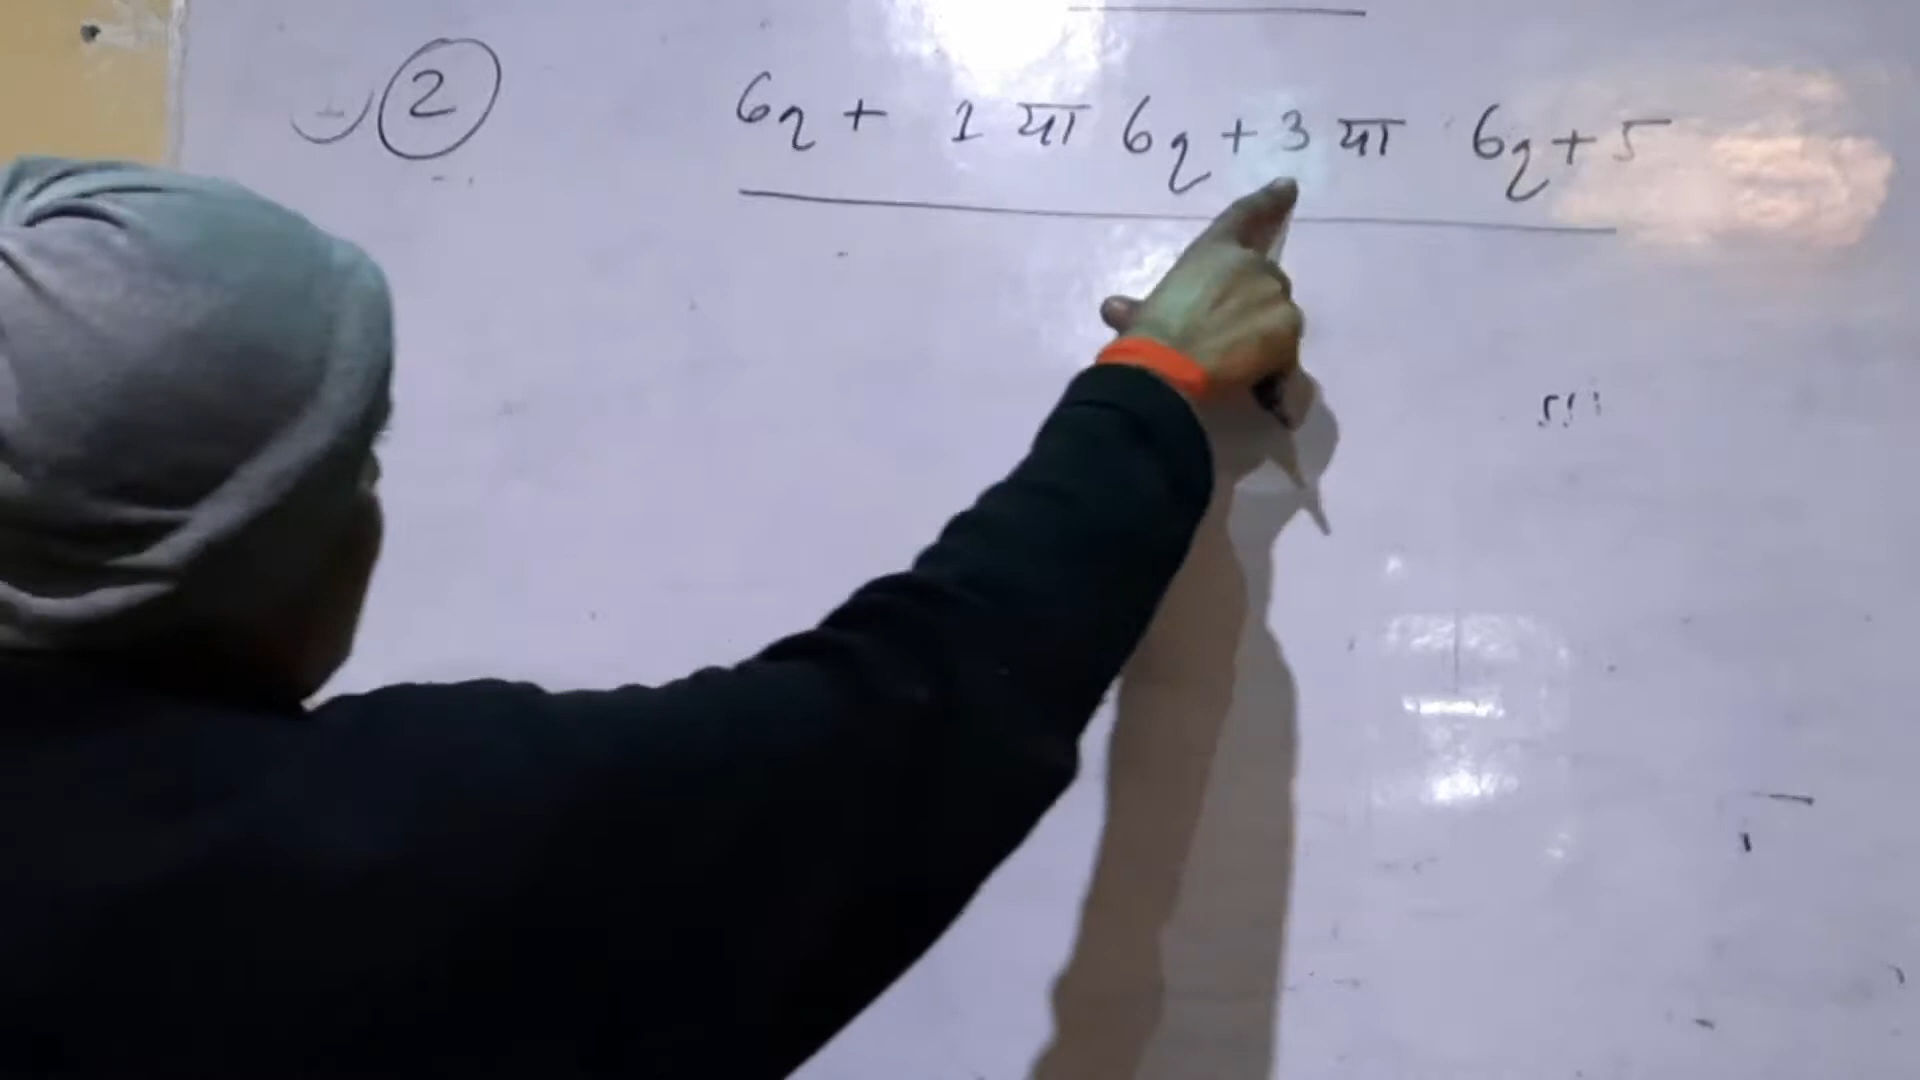 2 6q + 1 या 6q + 3 या 6q + 5